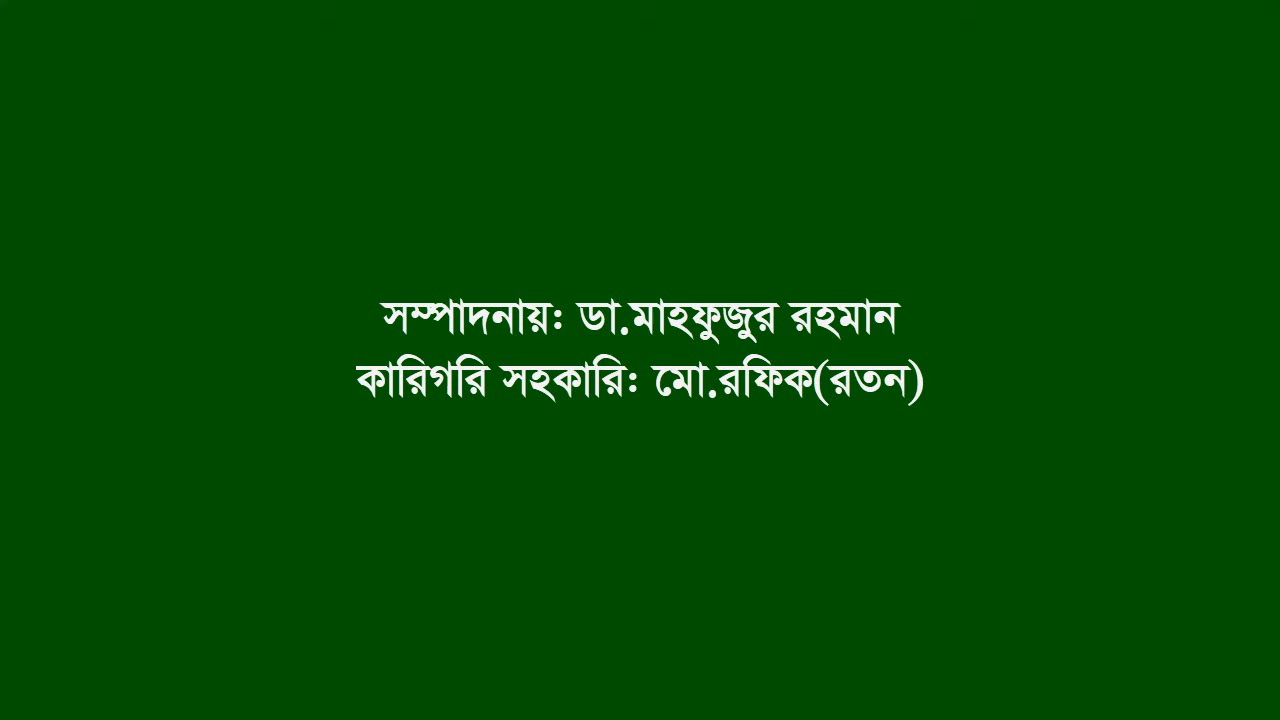 সম্পাদনায়: ডা.মাহফুজুর রহমান
কারিগরি সহকারি: মো.রফিক(রতন)